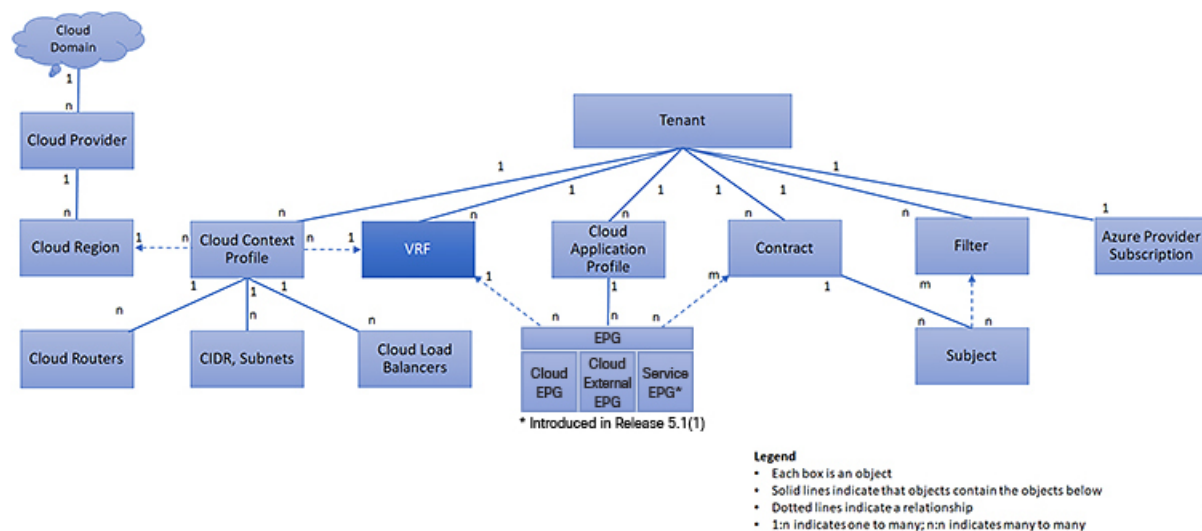 Cloud
Domain
1
n
Cloud Provider
1
n
Cloud Region
Tenant
1
1
1
1
1
1
n
n
n
n
n
1
1
n
Cloud Context
Profile
n
1
VRF
Cloud
Application
Profile
Contract
Filter
Azure Provider
Subscription
1
1
1
n
n
n
Cloud Routers
CIDR, Subnets
Cloud Load
Balancers
1
n
1
n
m
n
1
n
m
n
EPG
Cloud
EPG
Cloud
External
EPG
Service
EPG*
Subject
* Introduced in Release 5.1(1)
Legend
• Each box is an object
• Solid lines indicate that objects contain the objects below
• Dotted lines indicate a relationship
• 1:n indicates one to many; n:n indicates many to many